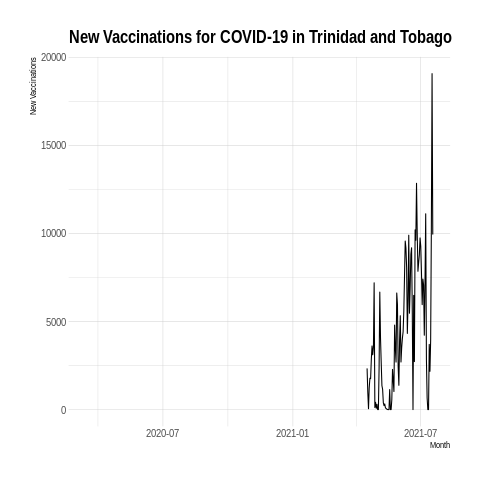 New Vaccinations for COVID-19 in Trinidad and Tobago
New Vaccinations
20000
15000
10000
5000
0
2020-07 2021-01 2021-07
Month